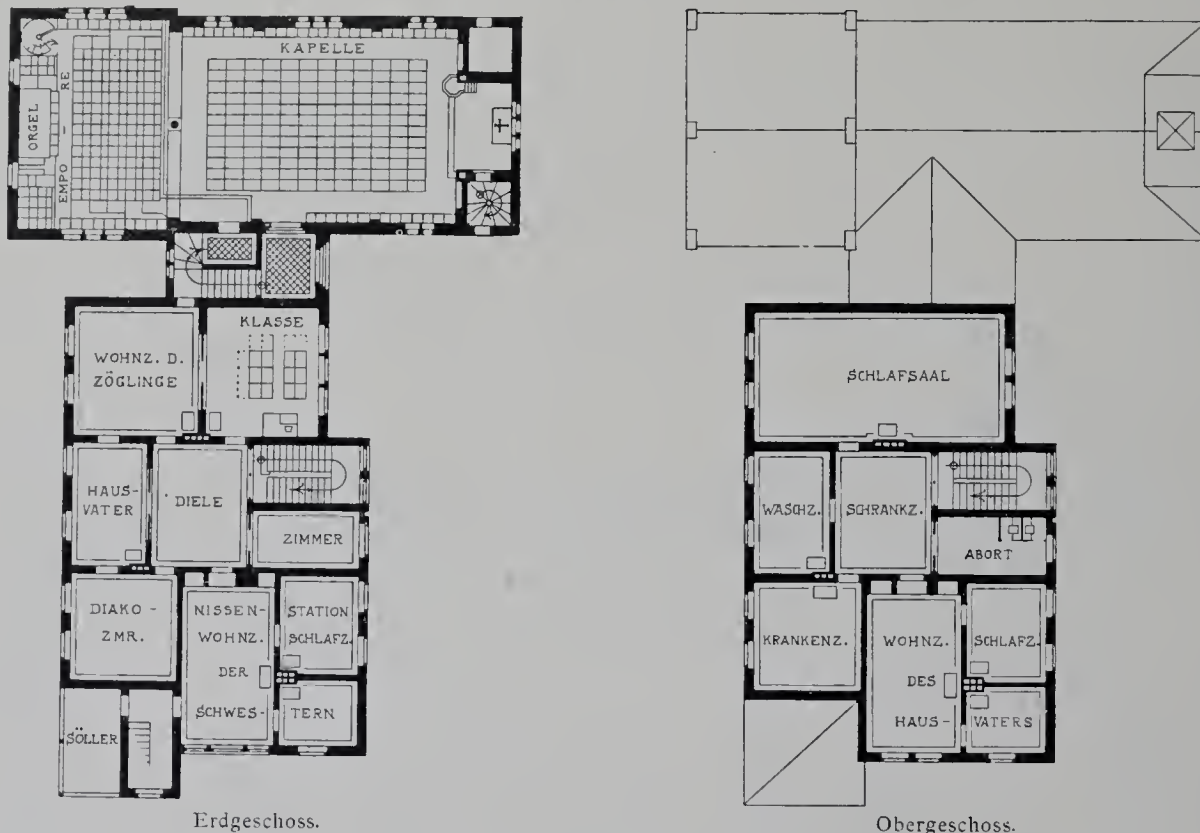 KAPELLE
ORGEL
EMPO - RE
KLASSE
WOHNZ. D.
ZÖGLINGE
HAUS-
VATER
DIELE
ZIMMER
DIAKO - NISSEN- STATION
ZMR. WOHNZ. SCHLAFZ.
DER
SCHWES- TERN
SÖLLER
Erdgeschoss.
SCHLAFSAAL
WASCHZ.
SCHRANKZ.
ABORT
KRANKENZ.
WOHNZ. SCHLAFZ.
DES
HAUS- VATERS
Obergeschoss.